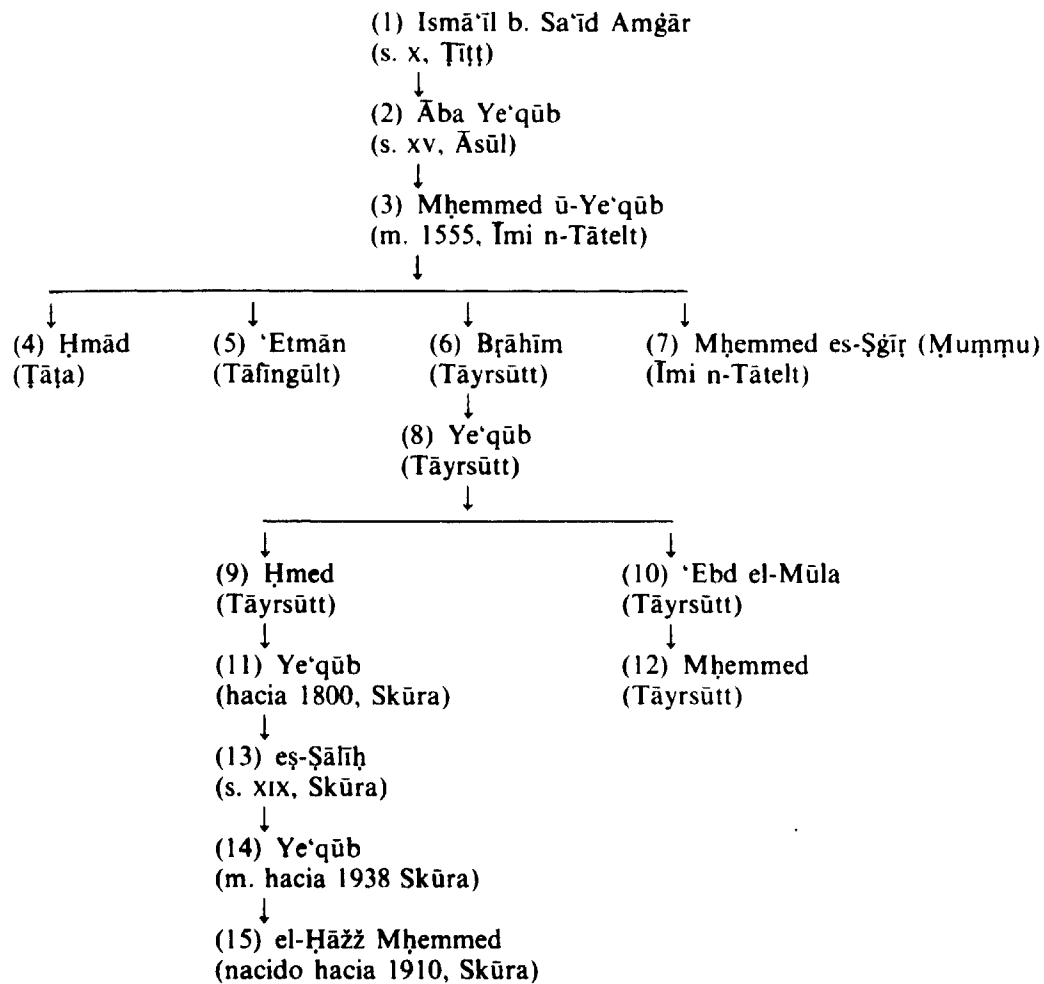 (1) Ismā‘īl b. Sa‘īd Amġār
(s. x, Ṭīṭṭ)
(2) Āba Ye‘qūb
(s. xv, Āsūl)
(3) Mḥemmed ū-Ye‘qūb
(m. 1555, Īmi n-Tātelt)
(4) Ḥmād
(Ṭāṭa)
(5) ‘Etmān
(Tāfīngūlt)
(6) Bṛāhīm
(Tāyrsūtt)
(7) Mḥemmed es-Ṣġīṛ (Ṃuṃṃu)
(Īmi n-Tātelt)
(8) Ye‘qūb
(Tāyrsūtt)
(9) Ḥmed
(Tāyrsūtt)
(10) ‘Ebd el-Mūla
(Tāyrsūtt)
(11) Ye‘qūb
(hacia 1800, Skūra)
(12) Mḥemmed
(Tāyrsūtt)
(13) eṣ-Ṣālīḥ
(s. xix, Skūra)
(14) Ye‘qūb
(m. hacia 1938 Skūra)
(15) el-Ḥāžž Mḥemmed
(nacido hacia 1910, Skūra)